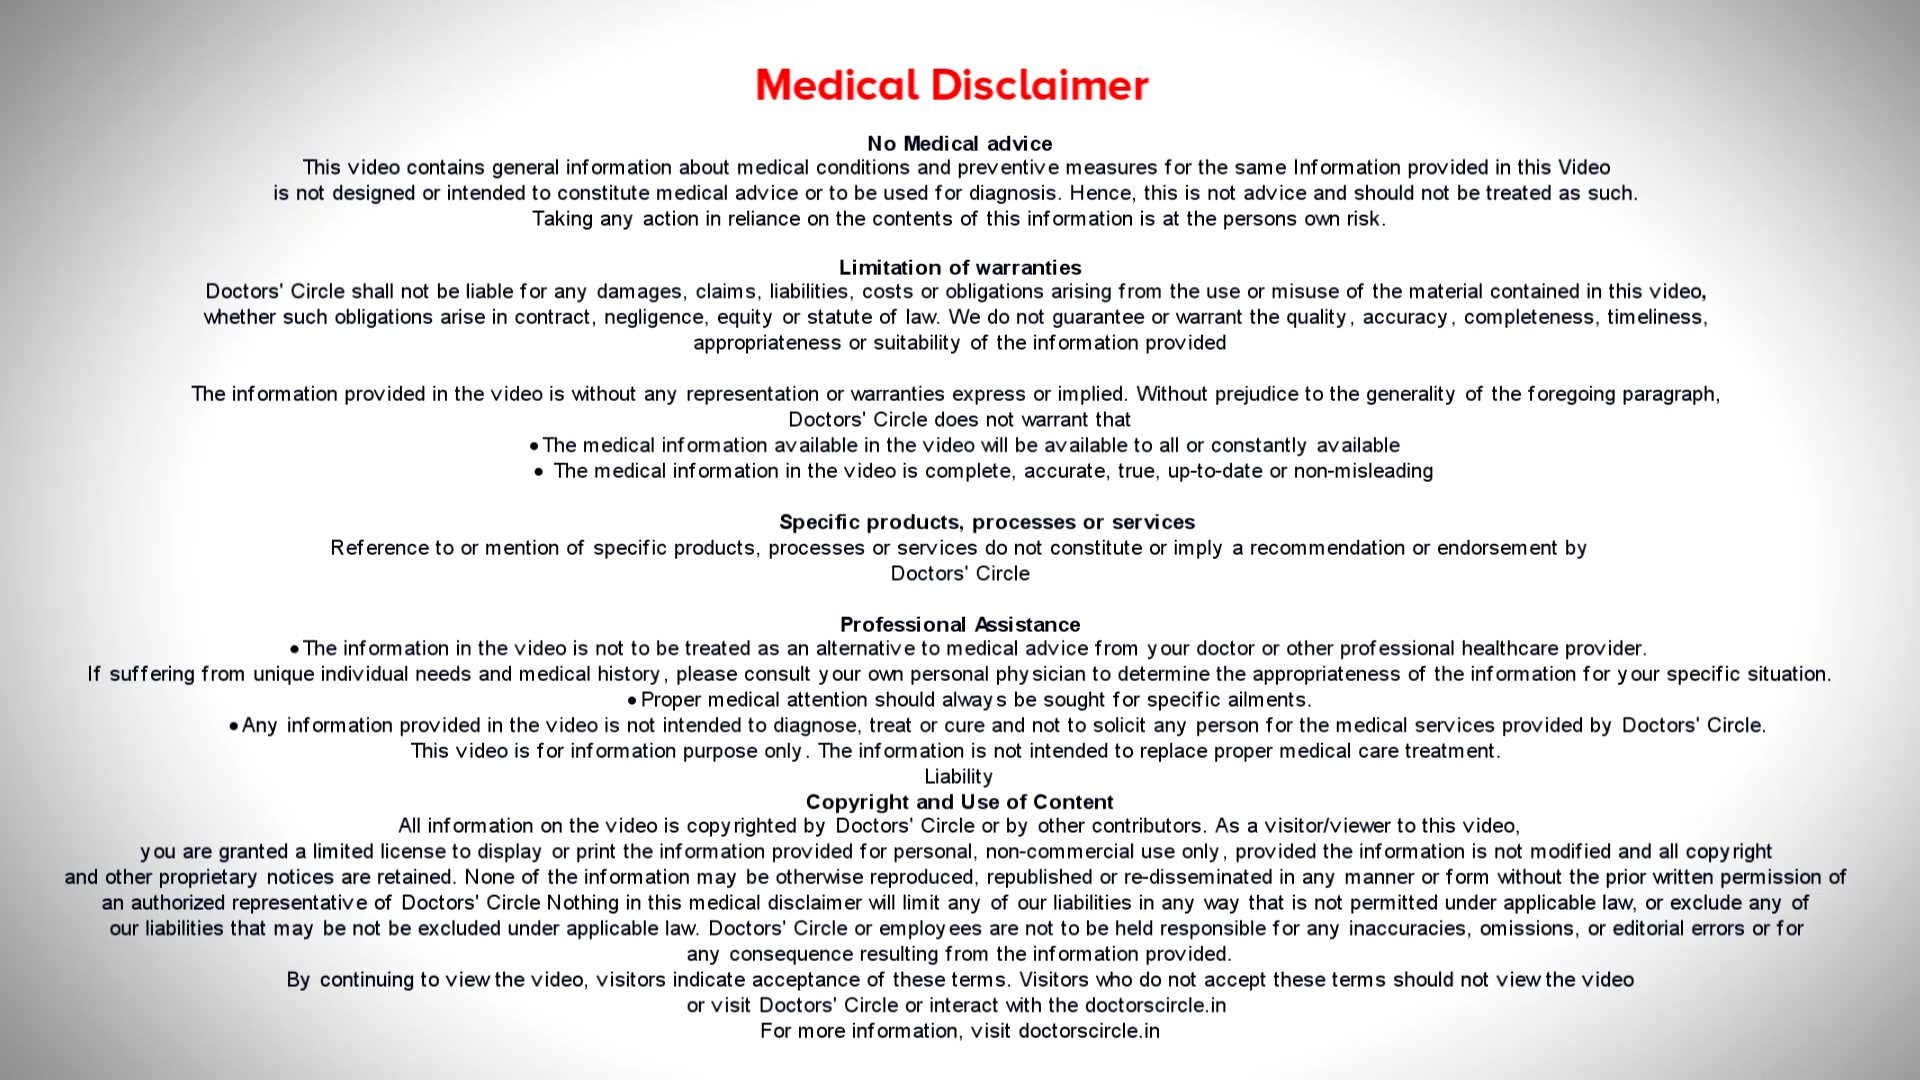 Medical Disclaimer
No Medical advice
This video contains general information about medical conditions and preventive measures for the same Information provided in this Video
is not designed or intended to constitute medical advice or to be used for diagnosis. Hence, this is not advice and should not be treated as such.
Taking any action in reliance on the contents of this information is at the persons own risk.
Limitation of warranties
Doctors' Circle shall not be liable for any damages, claims, liabilities, costs or obligations arising from the use or misuse of the material contained in this video,
whether such obligations arise in contract, negligence, equity or statute of law. We do not guarantee or warrant the quality, accuracy, completeness, timeliness,
appropriateness or suitability of the information provided
The information provided in the video is without any representation or warranties express or implied. Without prejudice to the generality of the foregoing paragraph,
Doctors' Circle does not warrant that
• The medical information available in the video will be available to all or constantly available
• The medical information in the video is complete, accurate, true, up-to-date or non-misleading
Specific products, processes or services
Reference to or mention of specific products, processes or services do not constitute or imply a recommendation or endorsement by
Doctors' Circle
Professional Assistance
• The information in the video is not to be treated as an alternative to medical advice from your doctor or other professional healthcare provider.
If suffering from unique individual needs and medical history, please consult your own personal physician to determine the appropriateness of the information for your specific situation.
• Proper medical attention should always be sought for specific ailments.
• Any information provided in the video is not intended to diagnose, treat or cure and not to solicit any person for the medical services provided by Doctors' Circle.
This video is for information purpose only. The information is not intended to replace proper medical care treatment.
Liability
Copyright and Use of Content
All information on the video is copyrighted by Doctors' Circle or by other contributors. As a visitor/viewer to this video,
you are granted a limited license to display or print the information provided for personal, non-commercial use only, provided the information is not modified and all copyright
and other proprietary notices are retained. None of the information may be otherwise reproduced, republished or re-disseminated in any manner or form without the prior written permission of
an authorized representative of Doctors' Circle Nothing in this medical disclaimer will limit any of our liabilities in any way that is not permitted under applicable law, or exclude any of
our liabilities that may be not be excluded under applicable law. Doctors' Circle or employees are not to be held responsible for any inaccuracies, omissions, or editorial errors or for
any consequence resulting from the information provided.
By continuing to view the video, visitors indicate acceptance of these terms. Visitors who do not accept these terms should not view the video
or visit Doctors' Circle or interact with the doctorscircle.in
For more information, visit doctorscircle.in